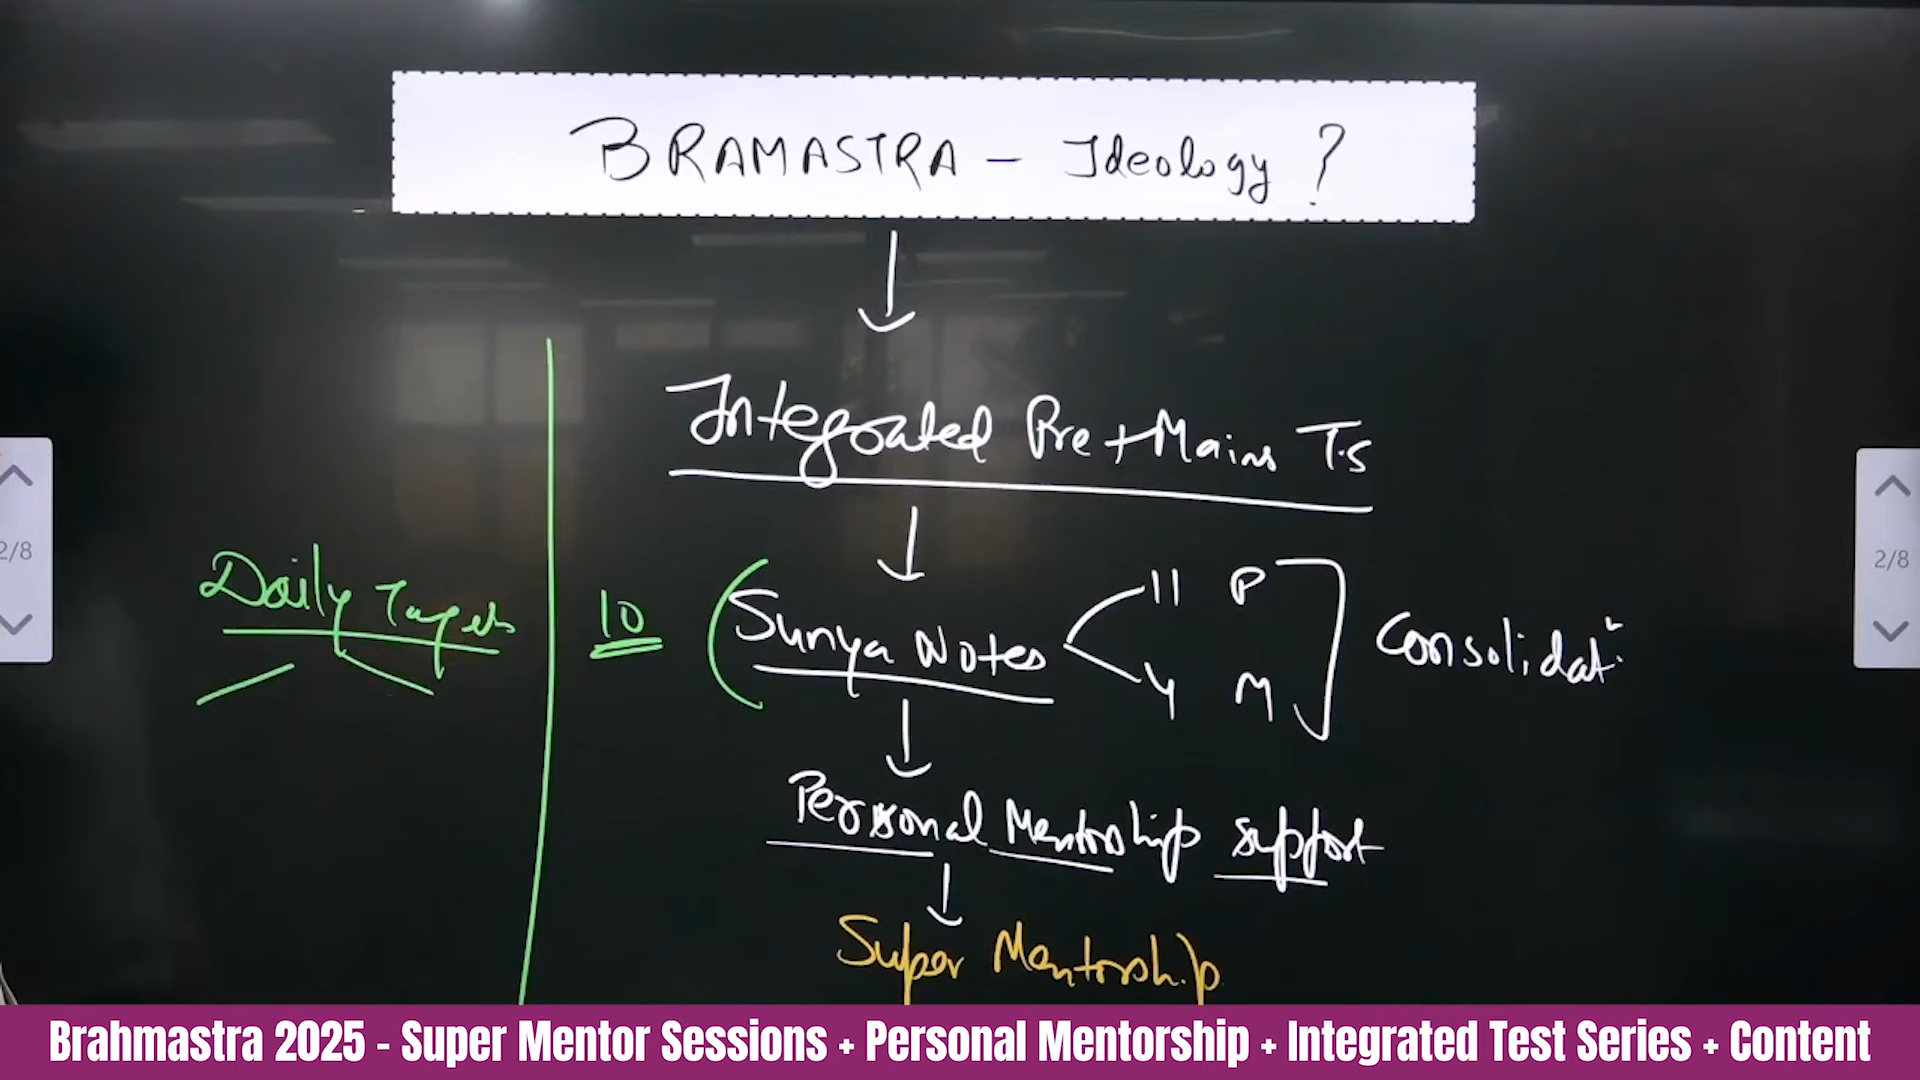 BRAMASTRA – Ideology ?
Integrated Pre + Mains T.S
Daily Targets
10
Sunya Notes
11 P
4 M
Consolidati
Personal Mentorship support
Super Mentorship
2/8
2/8
Brahmastra 2025 - Super Mentor Sessions + Personal Mentorship + Integrated Test Series + Content